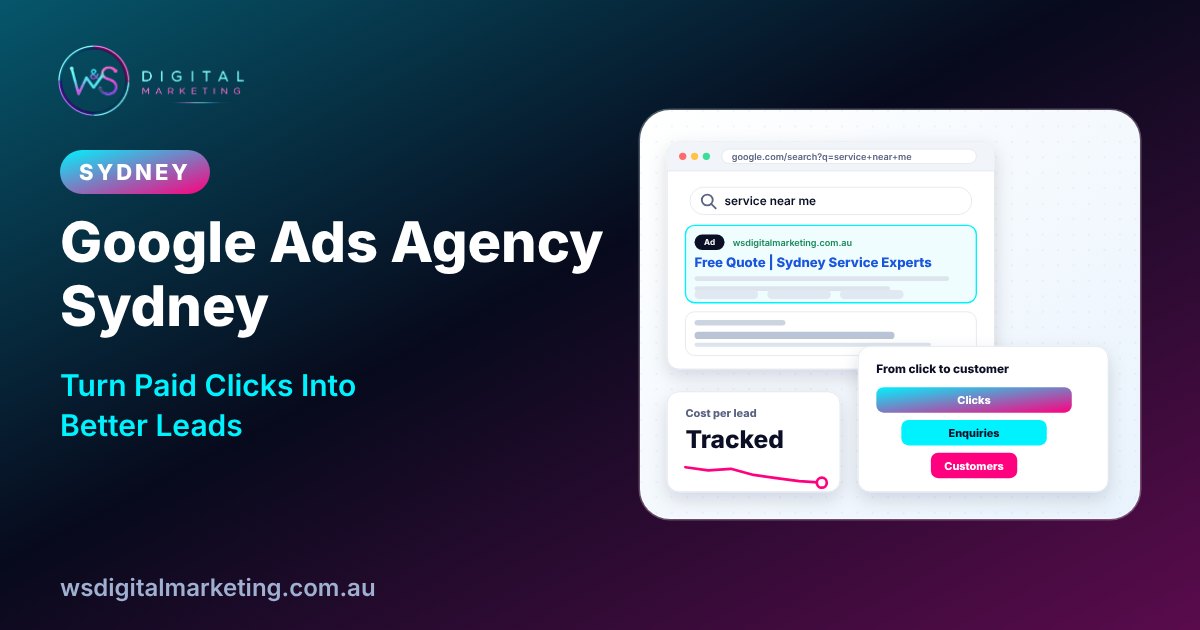 W&S
DIGITAL
MARKETING
SYDNEY
Google Ads Agency
Sydney
Turn Paid Clicks Into
Better Leads
wsdigitalmarketing.com.au
google.com/search?q=service+near+me
service near me
Ad wsdigitalmarketing.com.au
Free Quote | Sydney Service Experts
Cost per lead
Tracked
From click to customer
Clicks
Enquiries
Customers